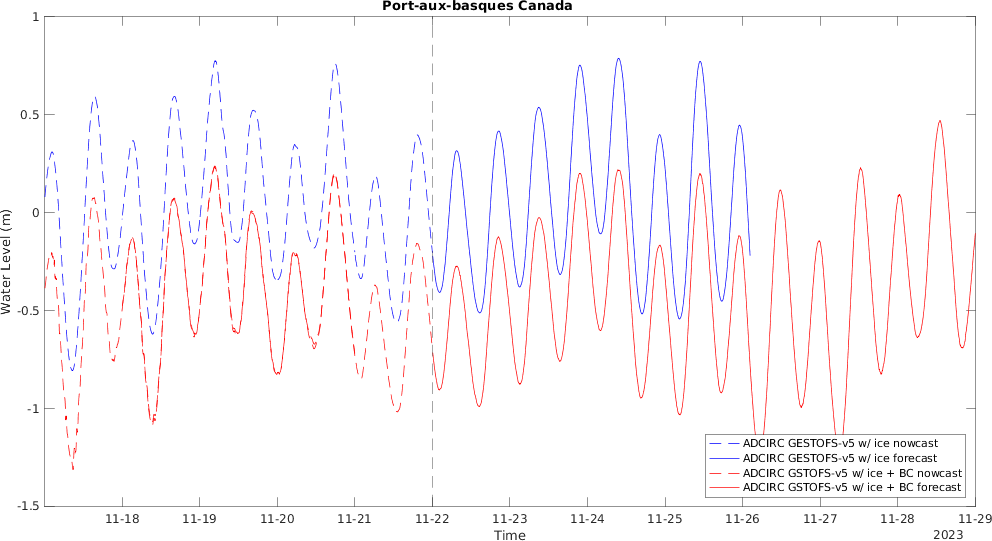 Port-aux-basques Canada
1
0.5
0
-0.5
-1
-1.5
Water Level (m)
ADCIRC GESTOFS-v5 w/ ice nowcast
ADCIRC GESTOFS-v5 w/ ice forecast
ADCIRC GSTOFS-v5 w/ ice + BC nowcast
ADCIRC GSTOFS-v5 w/ ice + BC forecast
11-18 11-19 11-20 11-21 11-22 11-23 11-24 11-25 11-26 11-27 11-28 11-29
Time
2023